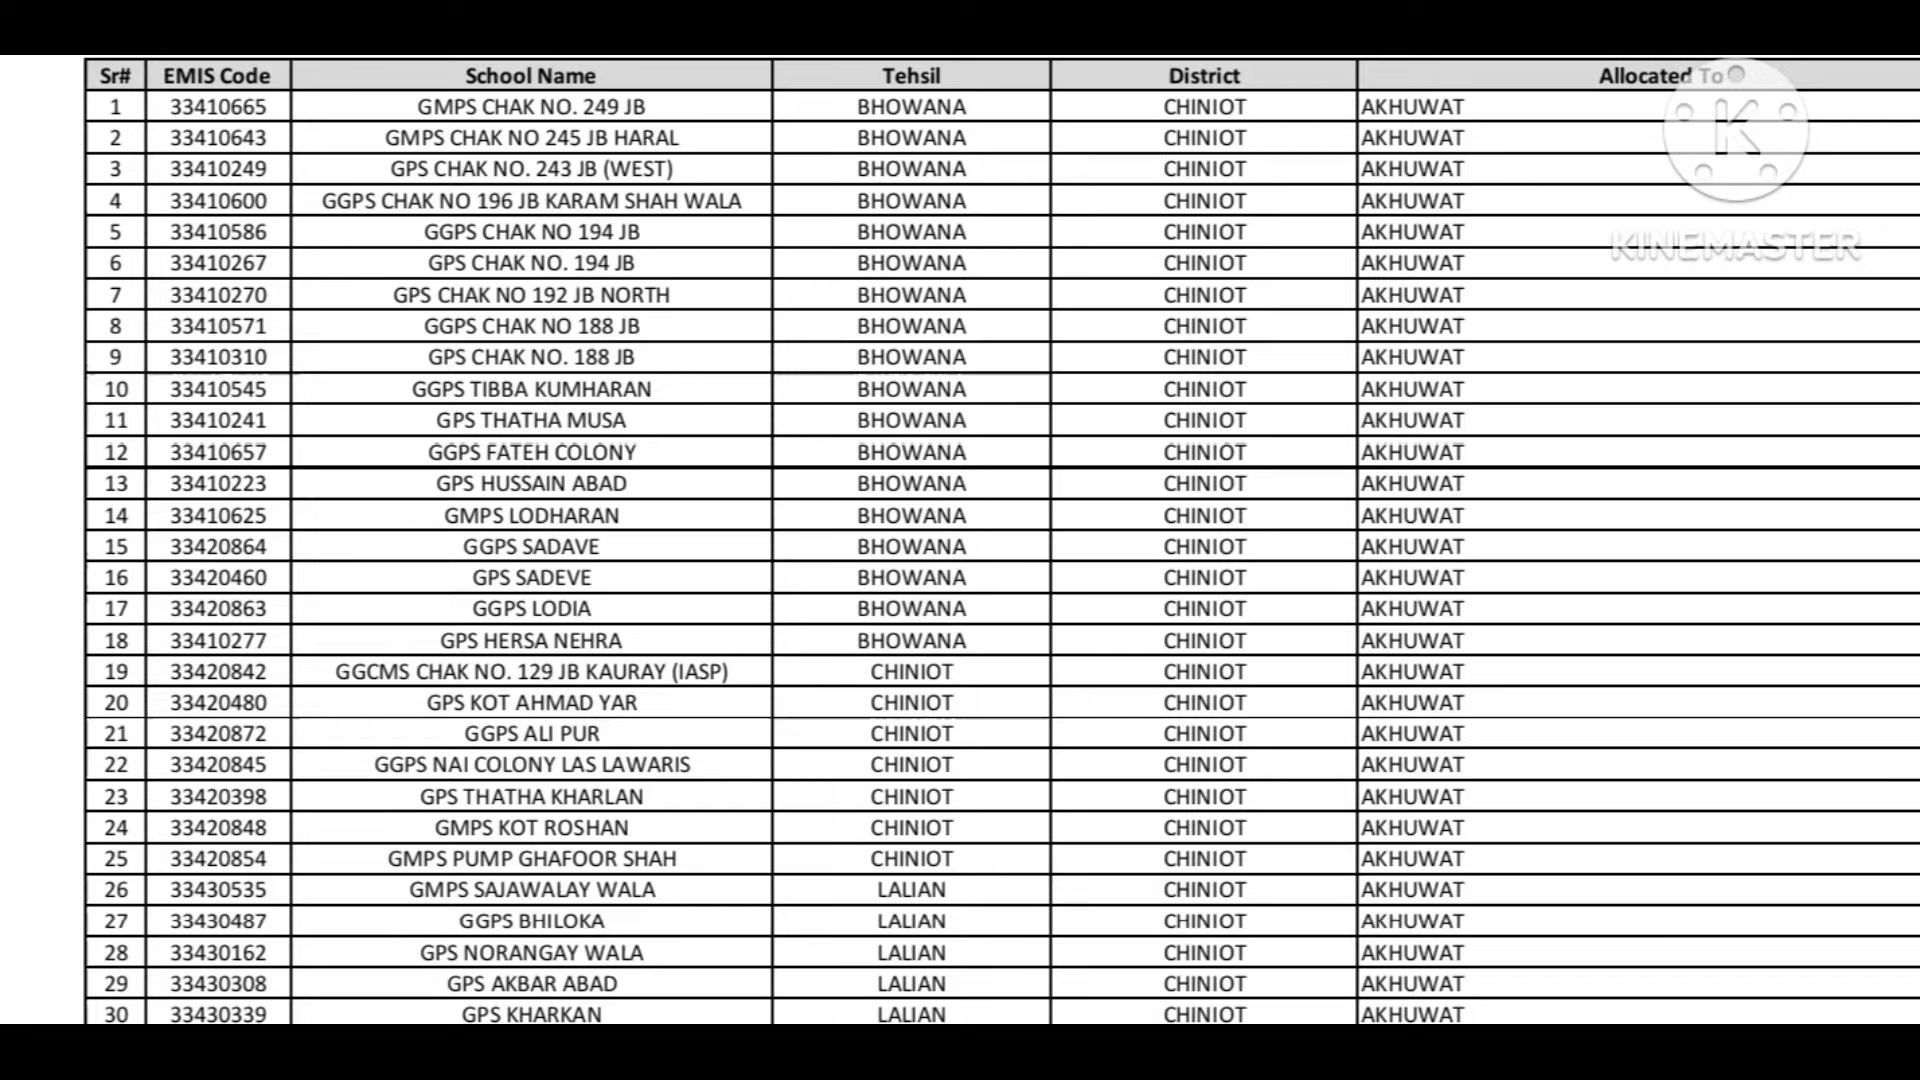 Sr# EMIS Code School Name Tehsil District Allocated To
1 33410665 GMPS CHAK NO. 249 JB BHOWANA CHINIOT AKHUWAT
2 33410643 GMPS CHAK NO 245 JB HARAL BHOWANA CHINIOT AKHUWAT
3 33410249 GPS CHAK NO. 243 JB (WEST) BHOWANA CHINIOT AKHUWAT
4 33410600 GGPS CHAK NO 196 JB KARAM SHAH WALA BHOWANA CHINIOT AKHUWAT
5 33410586 GGPS CHAK NO 194 JB BHOWANA CHINIOT AKHUWAT
KINEMASTER
6 33410267 GPS CHAK NO. 194 JB BHOWANA CHINIOT AKHUWAT
7 33410270 GPS CHAK NO 192 JB NORTH BHOWANA CHINIOT AKHUWAT
8 33410571 GGPS CHAK NO 188 JB BHOWANA CHINIOT AKHUWAT
9 33410310 GPS CHAK NO. 188 JB BHOWANA CHINIOT AKHUWAT
10 33410545 GGPS TIBBA KUMHARAN BHOWANA CHINIOT AKHUWAT
11 33410241 GPS THATHA MUSA BHOWANA CHINIOT AKHUWAT
12 33410657 GGPS FATEH COLONY BHOWANA CHINIOT AKHUWAT
13 33410223 GPS HUSSAIN ABAD BHOWANA CHINIOT AKHUWAT
14 33410625 GMPS LODHARAN BHOWANA CHINIOT AKHUWAT
15 33420864 GGPS SADAVE BHOWANA CHINIOT AKHUWAT
16 33420460 GPS SADEVE BHOWANA CHINIOT AKHUWAT
17 33420863 GGPS LODIA BHOWANA CHINIOT AKHUWAT
18 33410277 GPS HERSA NEHRA BHOWANA CHINIOT AKHUWAT
19 33420842 GGCMS CHAK NO. 129 JB KAURAY (IASP) CHINIOT CHINIOT AKHUWAT
20 33420480 GPS KOT AHMAD YAR CHINIOT CHINIOT AKHUWAT
21 33420872 GGPS ALI PUR CHINIOT CHINIOT AKHUWAT
22 33420845 GGPS NAI COLONY LAS LAWARIS CHINIOT CHINIOT AKHUWAT
23 33420398 GPS THATHA KHARLAN CHINIOT CHINIOT AKHUWAT
24 33420848 GMPS KOT ROSHAN CHINIOT CHINIOT AKHUWAT
25 33420854 GMPS PUMP GHAFOOR SHAH CHINIOT CHINIOT AKHUWAT
26 33430535 GMPS SAJAWALAY WALA LALIAN CHINIOT AKHUWAT
27 33430487 GGPS BHILOKA LALIAN CHINIOT AKHUWAT
28 33430162 GPS NORANGAY WALA LALIAN CHINIOT AKHUWAT
29 33430308 GPS AKBAR ABAD LALIAN CHINIOT AKHUWAT
30 33430339 GPS KHARKAN LALIAN CHINIOT AKHUWAT